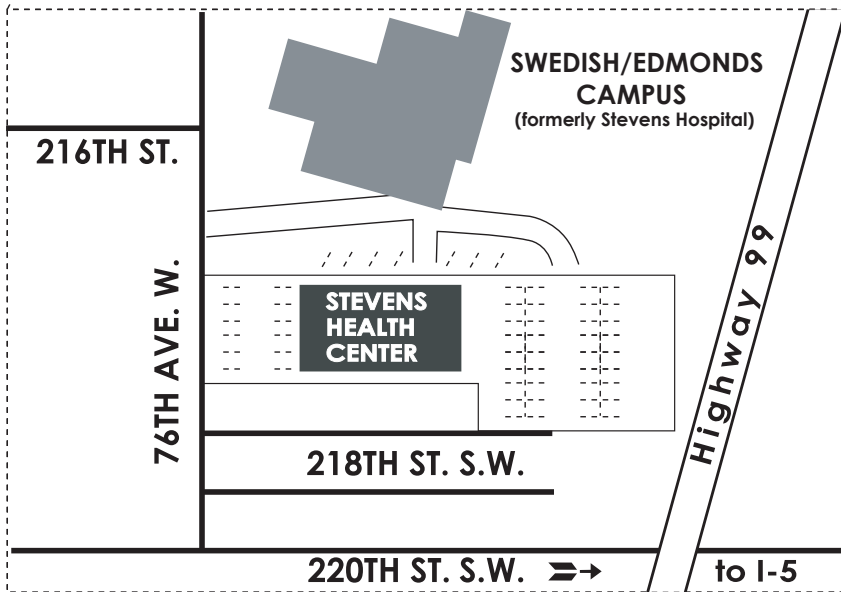 SWEDISH/EDMONDS
CAMPUS
(formerly Stevens Hospital)
216TH ST.
76TH AVE. W.
STEVENS
HEALTH
CENTER
Highway 99
218TH ST. S.W.
220TH ST. S.W.
to I-5